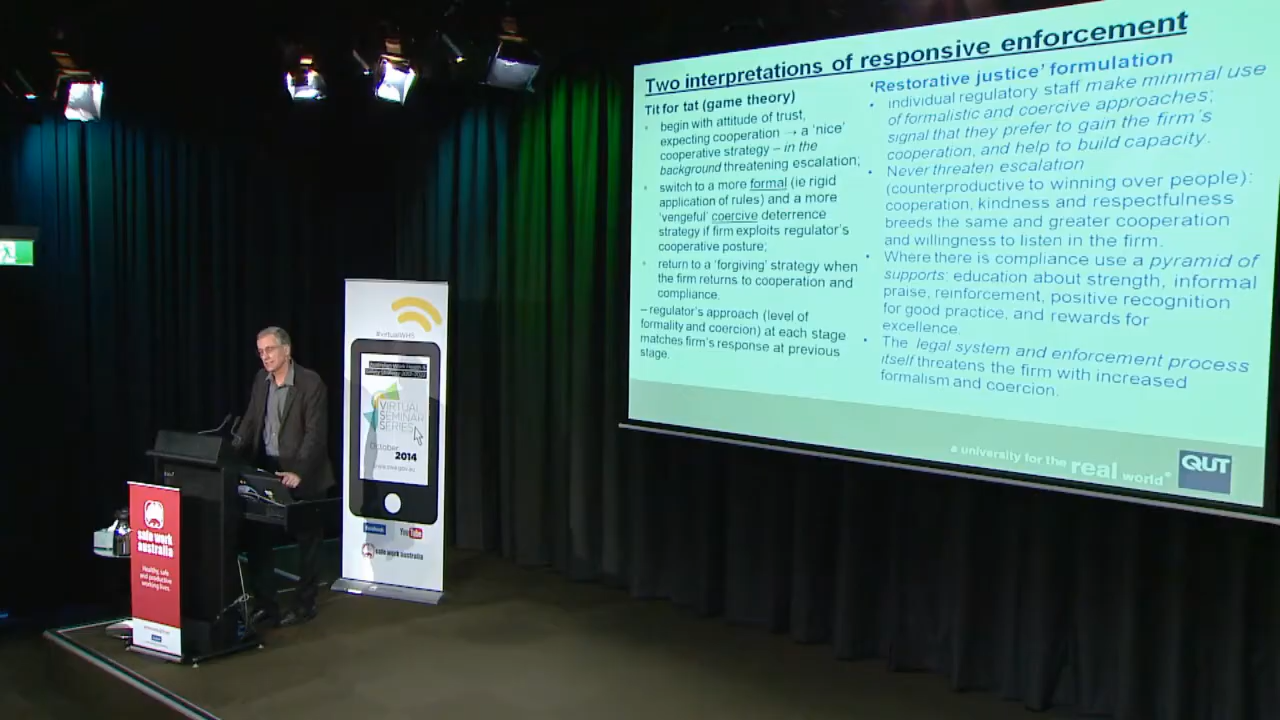 Two interpretations of responsive enforcement
Tit for tat (game theory)
begin with attitude of trust,
expecting cooperation → a 'nice'
cooperative strategy – in the
background threatening escalation;
switch to a more formal (ie rigid
application of rules) and a more
'vengeful' coercive deterrence
strategy if firm exploits regulator's
cooperative posture;
return to a 'forgiving' strategy when
the firm returns to cooperation and
compliance.
– regulator's approach (level of
formality and coercion) at each stage
matches firm's response at previous
stage.
'Restorative justice' formulation
individual regulatory staff make minimal use
of formalistic and coercive approaches;
signal that they prefer to gain the firm's
cooperation, and help to build capacity.
Never threaten escalation
(counterproductive to winning over people):
cooperation, kindness and respectfulness
breeds the same and greater cooperation
and willingness to listen in the firm.
Where there is compliance use a pyramid of
supports: education about strength, informal
praise, reinforcement, positive recognition
for good practice, and rewards for
excellence.
The legal system and enforcement process
itself threatens the firm with increased
formalism and coercion.
a university for the real world
QUT
#virtualWHS
VIRTUAL
SEMINAR
SERIES
October
2014
facebook
YouTube
safe work australia
safe work
australia
Healthy, safe
and productive
working lives